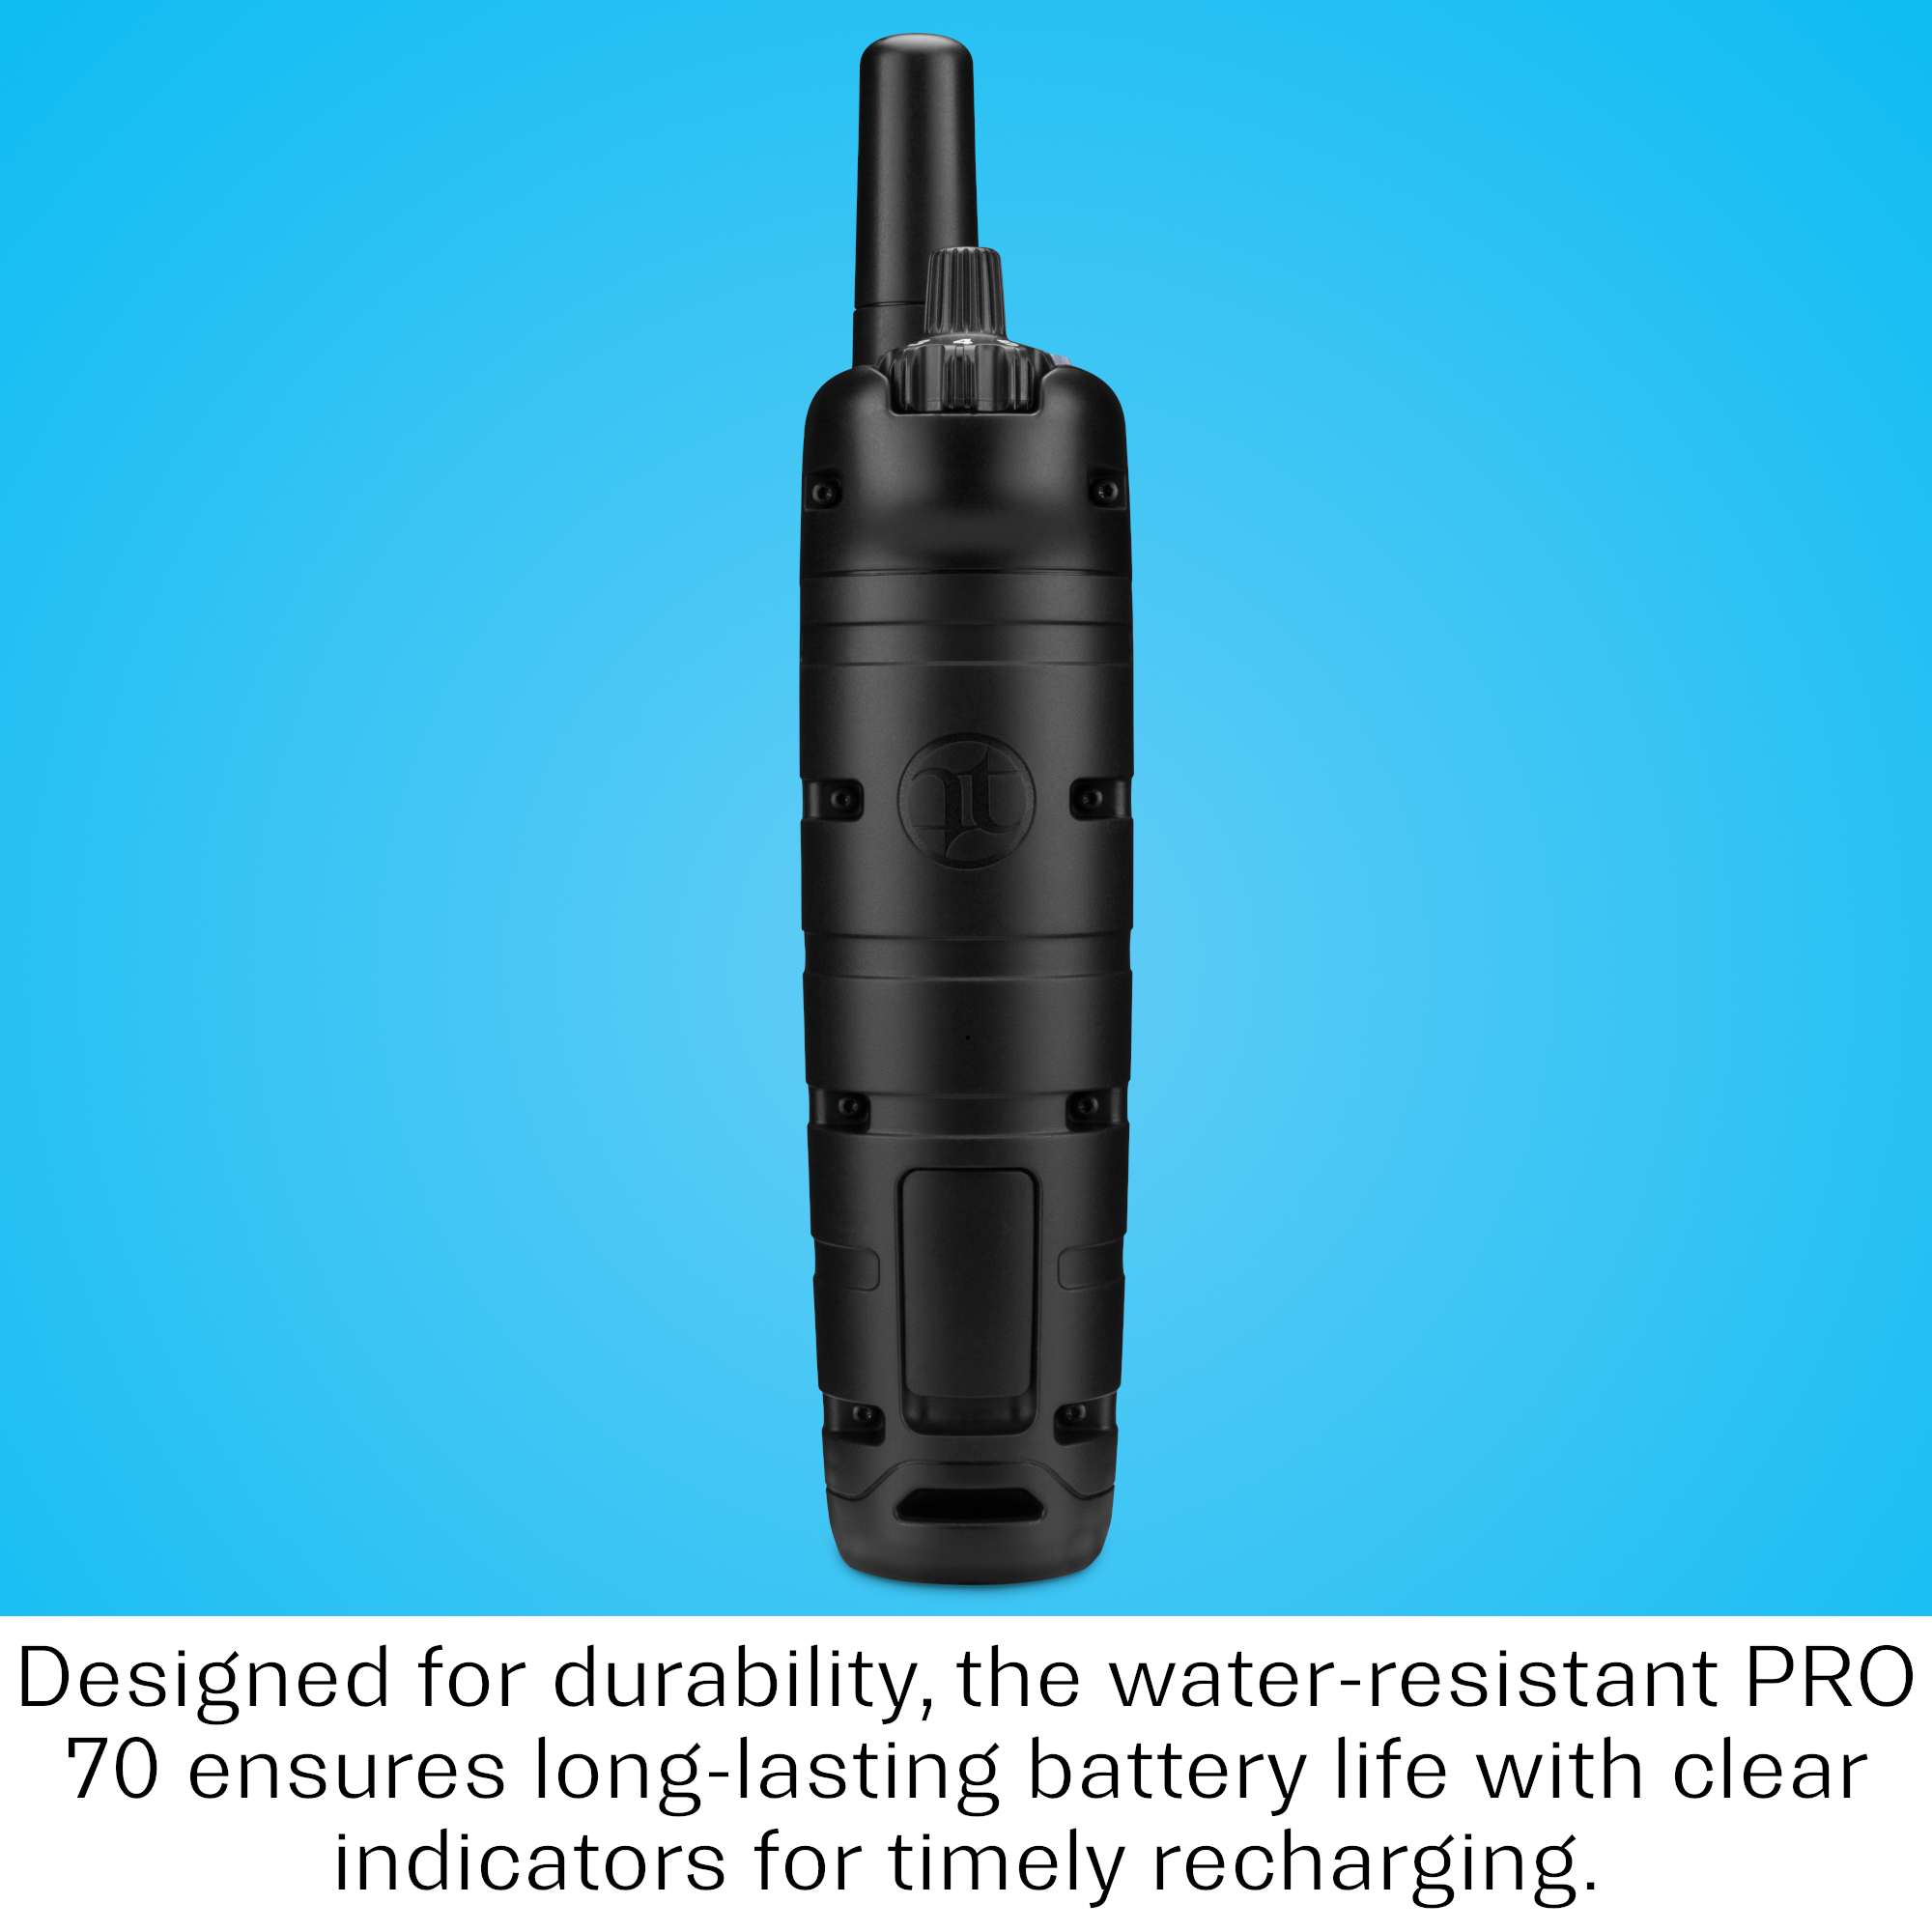 4
Designed for durability, the water-resistant PRO
70 ensures long-lasting battery life with clear
indicators for timely recharging.